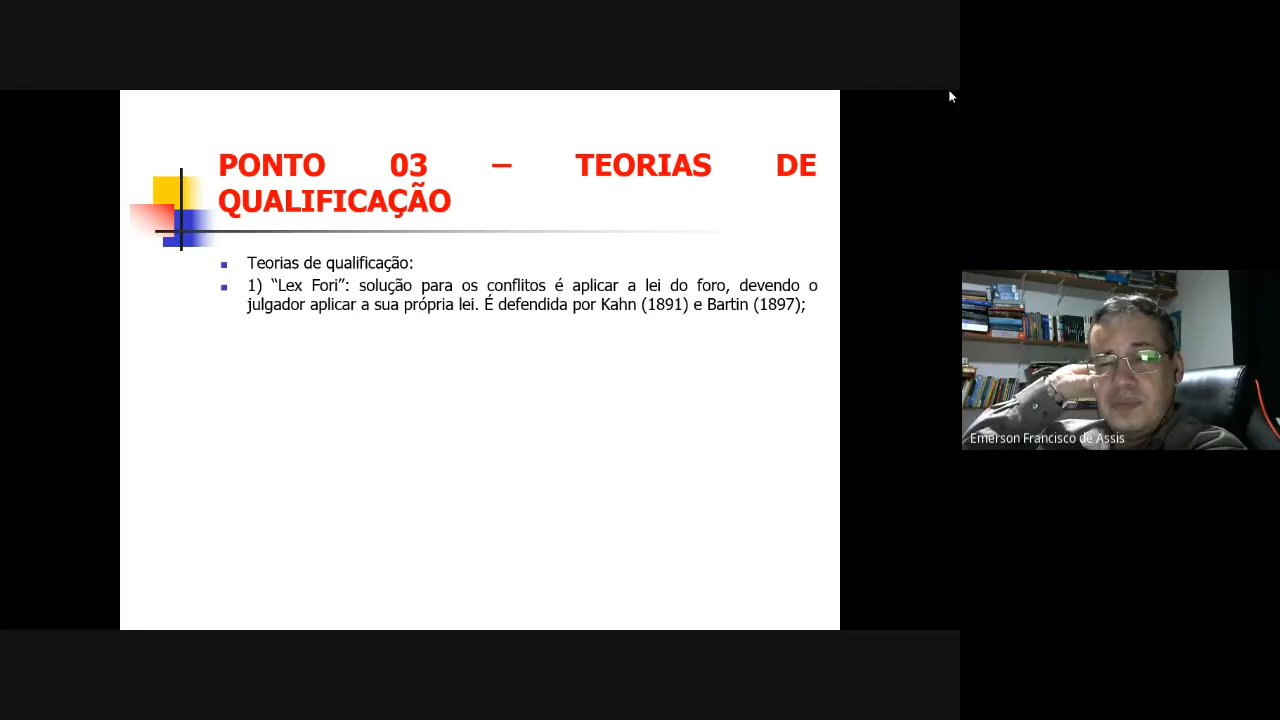 PONTO 03 – TEORIAS DE
QUALIFICAÇÃO
Teorias de qualificação:
1) “Lex Fori”: solução para os conflitos é aplicar a lei do foro, devendo o
julgador aplicar a sua própria lei. É defendida por Kahn (1891) e Bartin (1897);
Emerson Francisco de Assis